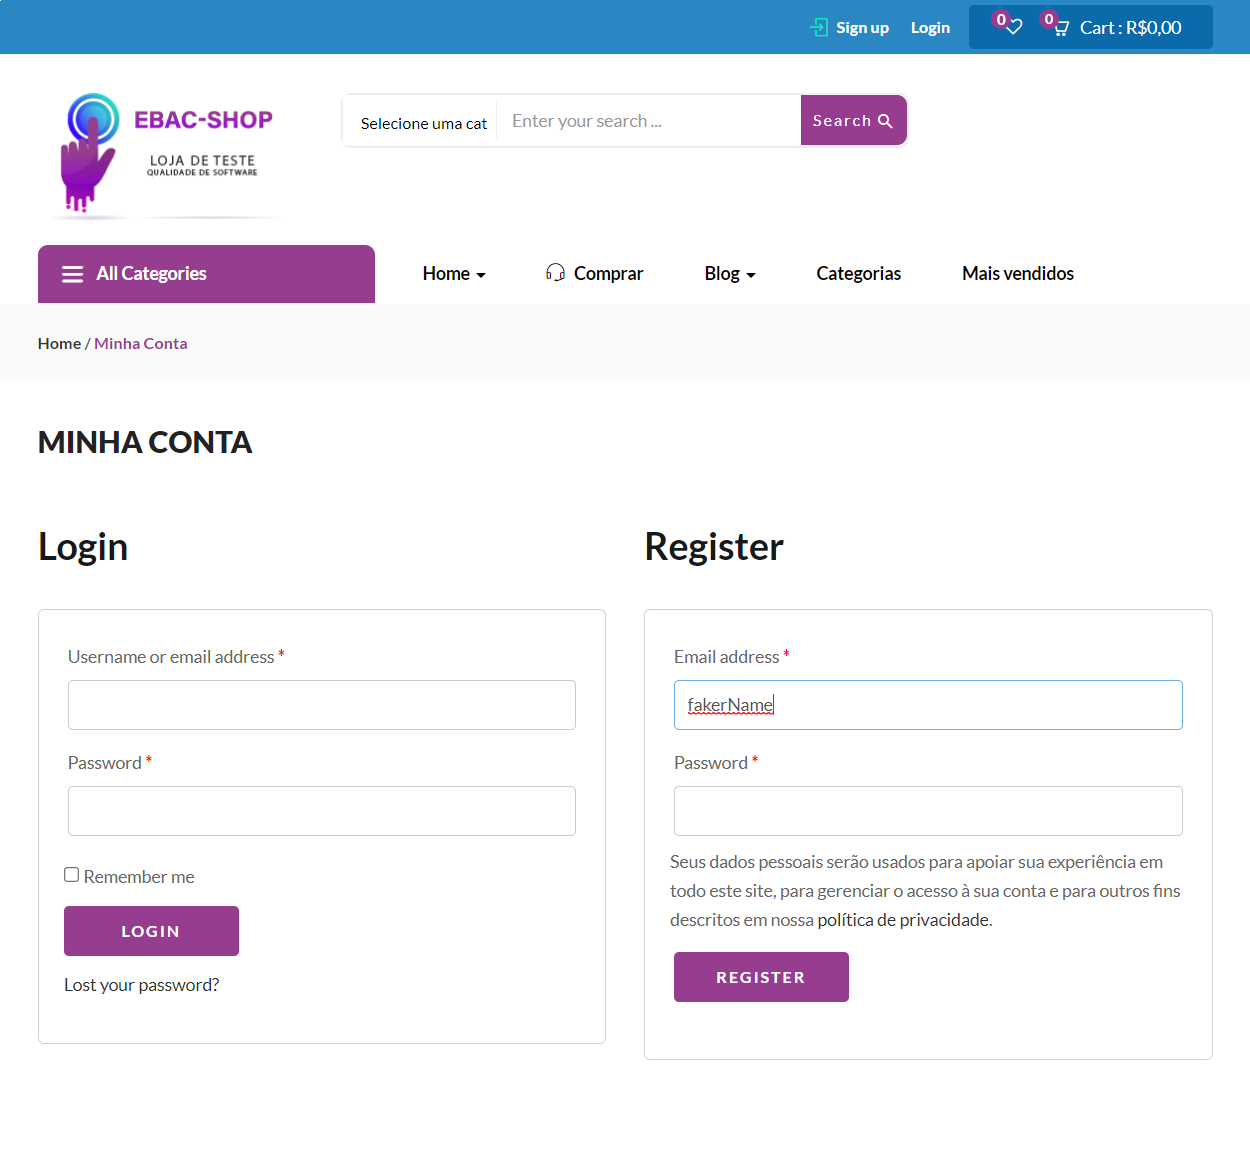 Sign up Login 0 0 Cart : R$0,00
EBAC-SHOP
LOJA DE TESTE
QUALIDADE DE SOFTWARE
Selecione uma cat Enter your search ... Search
All Categories Home Comprar Blog Categorias Mais vendidos
Home / Minha Conta
MINHA CONTA
Login
Username or email address *
Password *
Remember me
LOGIN
Lost your password?
Register
Email address *
fakerName
Password *
Seus dados pessoais serão usados para apoiar sua experiência em
todo este site, para gerenciar o acesso à sua conta e para outros fins
descritos em nossa política de privacidade.
REGISTER